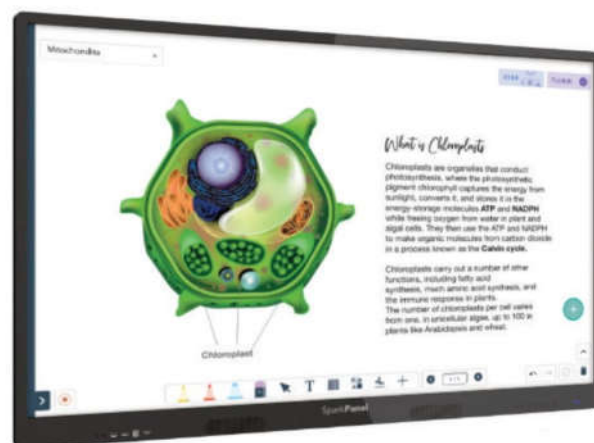 Mitochondria
What is Chloroplasts
Chloroplasts are organelles that conduct
photosynthesis, where the photosynthetic
pigment chlorophyll captures the energy from
sunlight, converts it, and stores it in the
energy-storage molecules ATP and NADPH
while freeing oxygen from water in plant and
algal cells. They then use the ATP and NADPH
to make organic molecules from carbon dioxide
in a process known as the Calvin cycle.
Chloroplasts carry out a number of other
functions, including fatty acid
synthesis, much amino acid synthesis, and
the immune response in plants.
The number of chloroplasts per cell varies
from one, in unicellular algae, up to 100 in
plants like Arabidopsis and wheat.
Chloroplast
T
SparkPanel